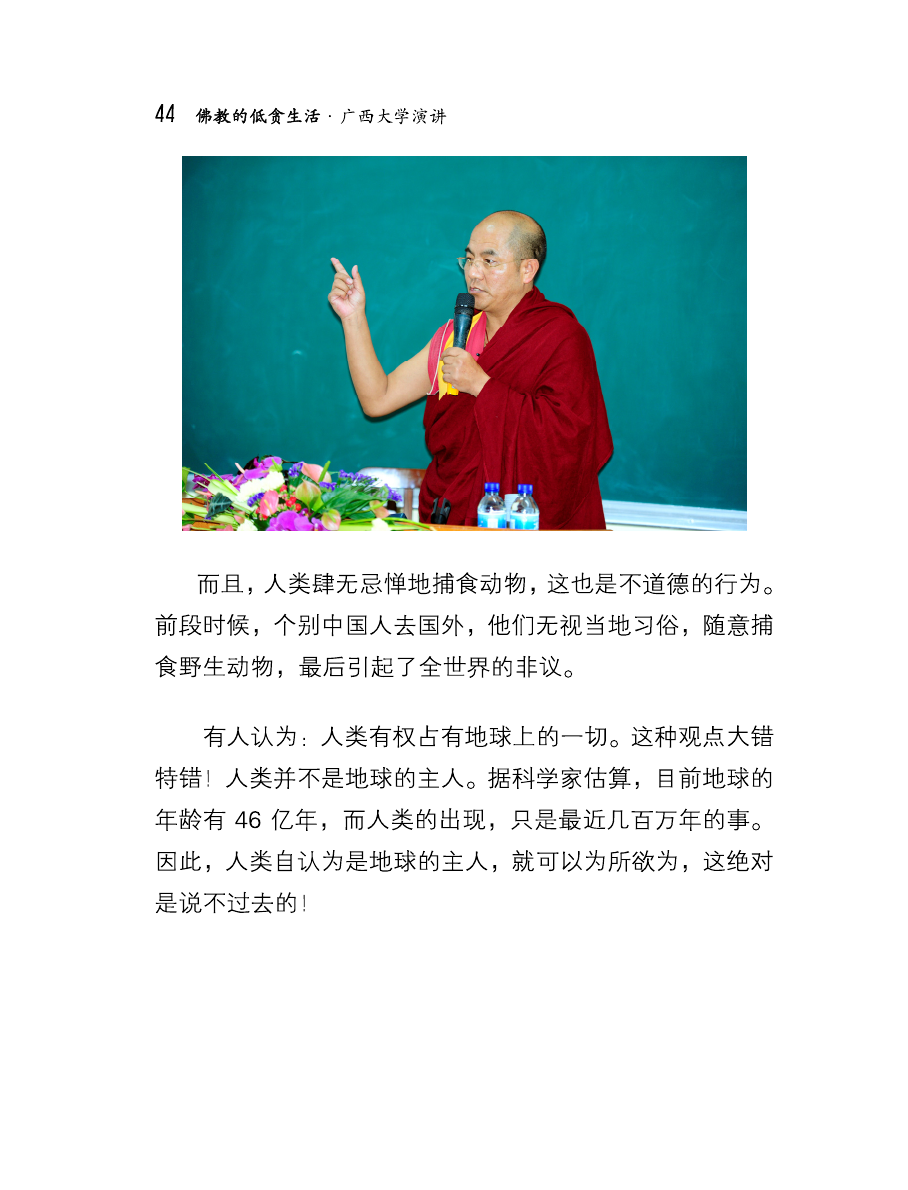 44 佛教的低贪生活·广西大学演讲
而且，人类肆无忌惮地捕食动物，这也是不道德的行为。
前段时候，个别中国人去国外，他们无视当地习俗，随意捕
食野生动物，最后引起了全世界的非议。
有人认为：人类有权占有地球上的一切。这种观点大错
特错！人类并不是地球的主人。据科学家估算，目前地球的
年龄有 46 亿年，而人类的出现，只是最近几百万年的事。
因此，人类自认为是地球的主人，就可以为所欲为，这绝对
是说不过去的！